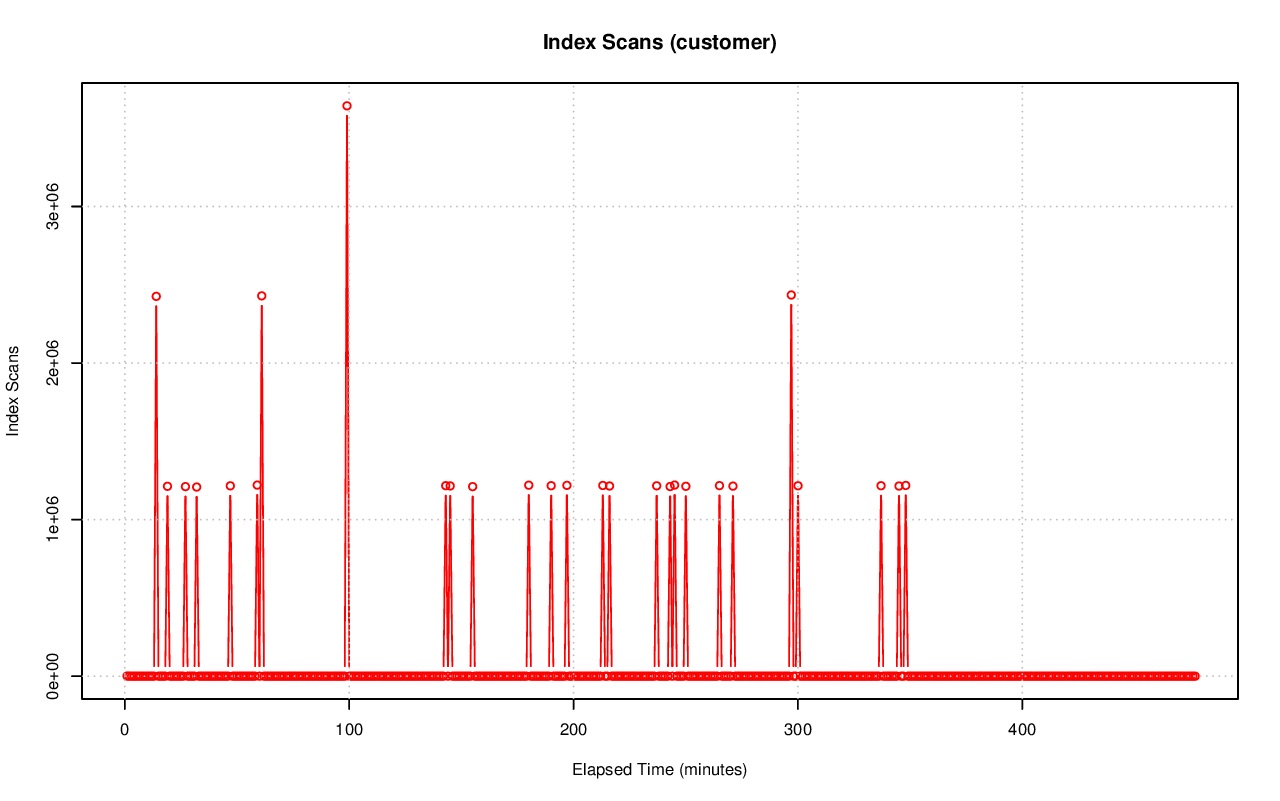 Index Scans (customer)
Index Scans
3e+06
2e+06
1e+06
0e+00
0 100 200 300 400
Elapsed Time (minutes)